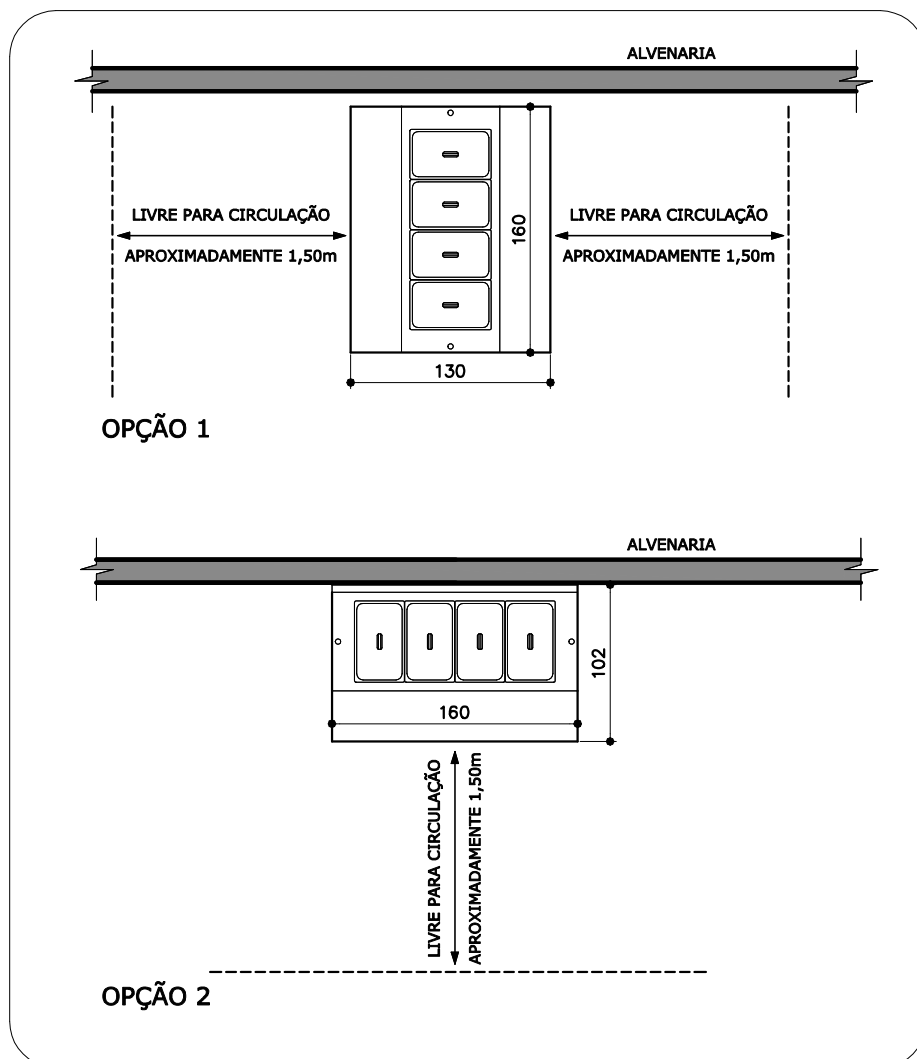 ALVENARIA
LIVRE PARA CIRCULAÇÃO
APROXIMADAMENTE 1,50m
160
LIVRE PARA CIRCULAÇÃO
APROXIMADAMENTE 1,50m
130
OPÇÃO 1
ALVENARIA
102
160
LIVRE PARA CIRCULAÇÃO
APROXIMADAMENTE 1,50m
OPÇÃO 2